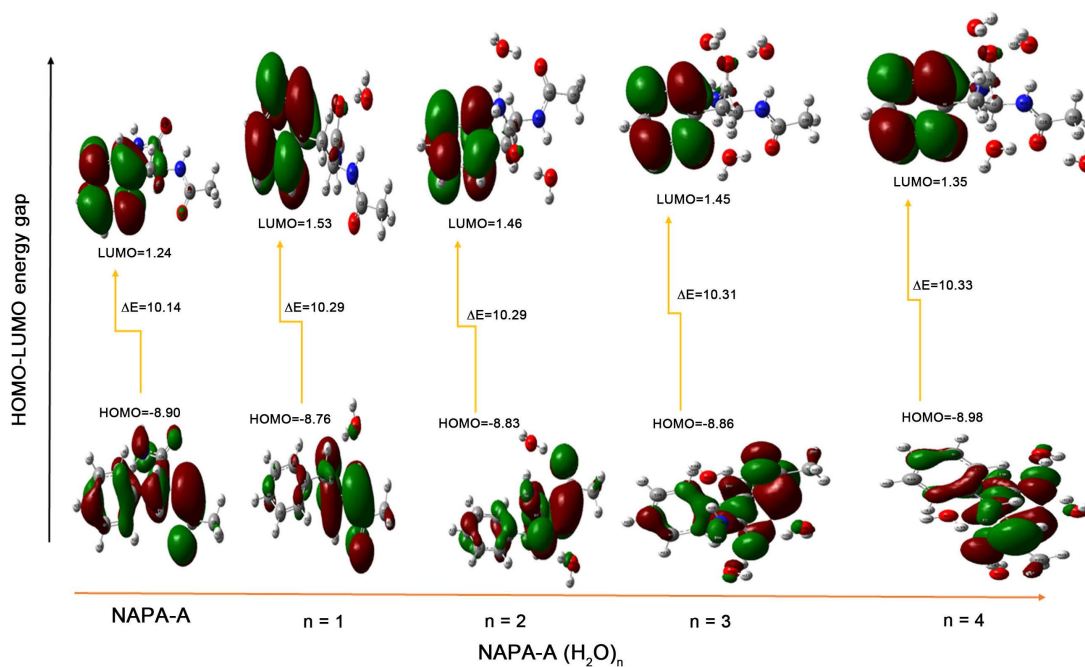 HOMO-LUMO energy gap
LUMO=1.24
LUMO=1.53
LUMO=1.46
LUMO=1.45
LUMO=1.35
ΔE=10.14
ΔE=10.29
ΔE=10.29
ΔE=10.31
ΔE=10.33
HOMO=-8.90
HOMO=-8.76
HOMO=-8.83
HOMO=-8.86
HOMO=-8.98
NAPA-A
n = 1
n = 2
n = 3
n = 4
NAPA-A (H₂O)ₙ